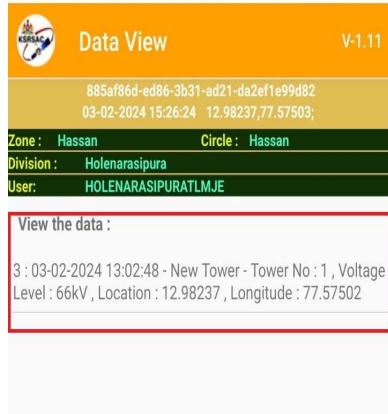 KSRSAC
Data View
V-1.11
885af86d-ed86-3b31-ad21-da2ef1e99d82
03-02-2024 15:26:24 12.98237,77.57503;
Zone : Hassan Circle : Hassan
Division : Holenarasipura
User: HOLENARASIPURATLMJE
View the data :
3 : 03-02-2024 13:02:48 - New Tower - Tower No : 1 , Voltage
Level : 66kV , Location : 12.98237 , Longitude : 77.57502